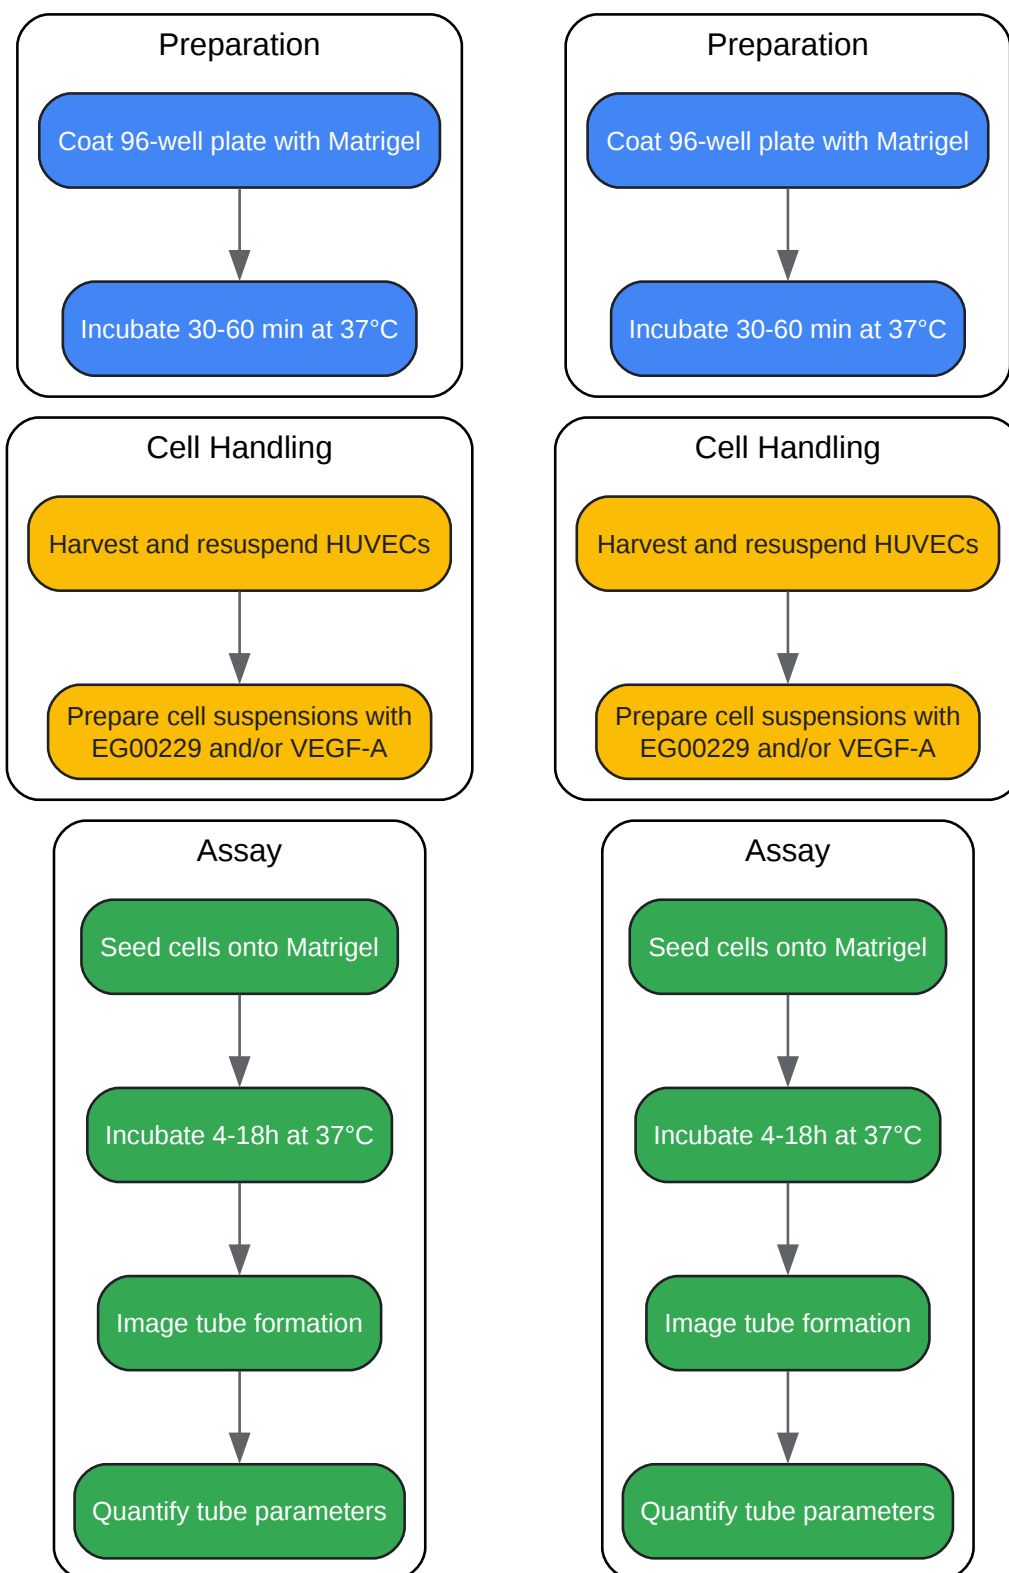 Preparation
Coat 96-well plate with Matrigel
Incubate 30-60 min at 37°C
Cell Handling
Harvest and resuspend HUVECs
Prepare cell suspensions with
EG00229 and/or VEGF-A
Assay
Seed cells onto Matrigel
Incubate 4-18h at 37°C
Image tube formation
Quantify tube parameters
Preparation
Coat 96-well plate with Matrigel
Incubate 30-60 min at 37°C
Cell Handling
Harvest and resuspend HUVECs
Prepare cell suspensions with
EG00229 and/or VEGF-A
Assay
Seed cells onto Matrigel
Incubate 4-18h at 37°C
Image tube formation
Quantify tube parameters